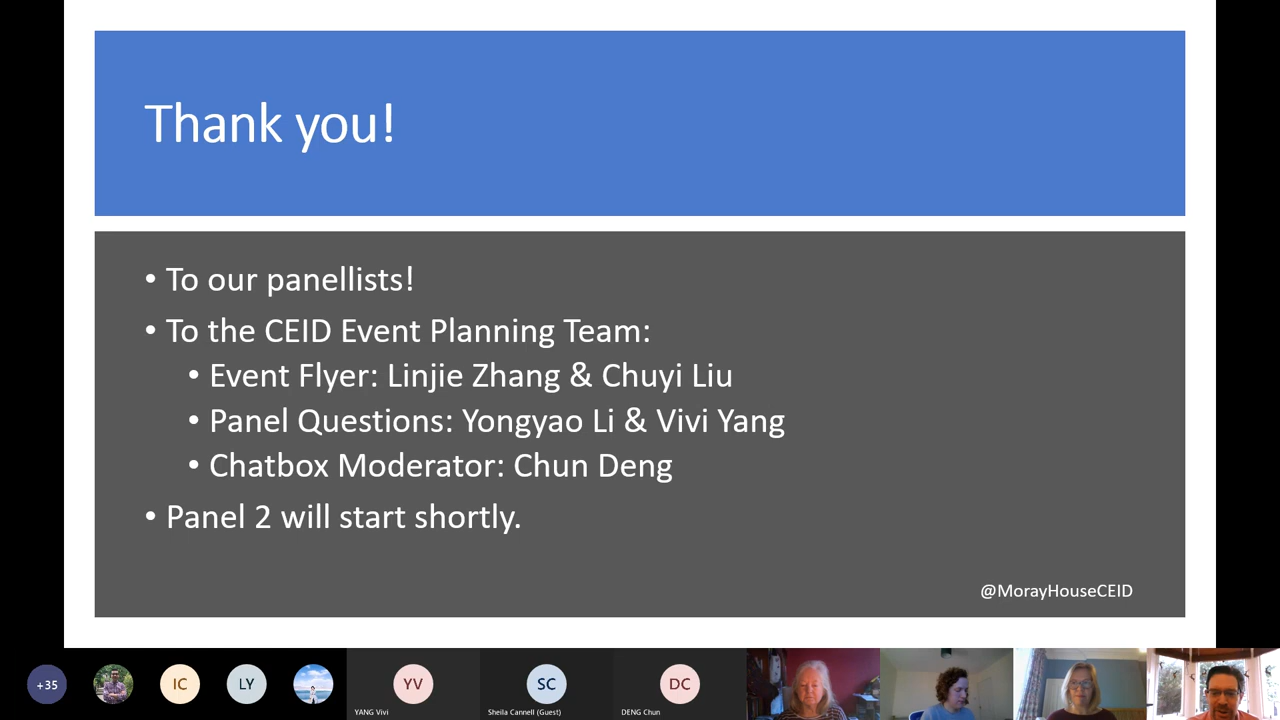 Thank you!
• To our panellists!
• To the CEID Event Planning Team:
• Event Flyer: Linjie Zhang & Chuyi Liu
• Panel Questions: Yongyao Li & Vivi Yang
• Chatbox Moderator: Chun Deng
• Panel 2 will start shortly.
@MorayHouseCEID
+35
IC
LY
YV
SC
DC
YANG Vivi
Sheila Cannell (Guest)
DENG Chun